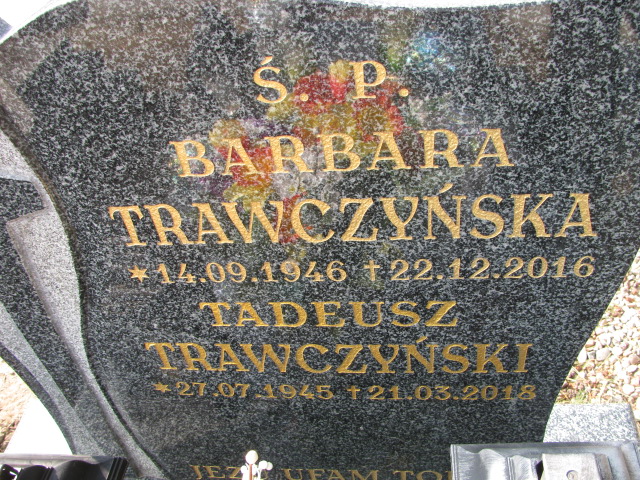 Ś. P.
BARBARA
TRAWCZYŃSKA
*14.09.1946 †22.12.2016
TADEUSZ
TRAWCZYŃSKI
*27.07.1945 †21.03.2018
UFAM